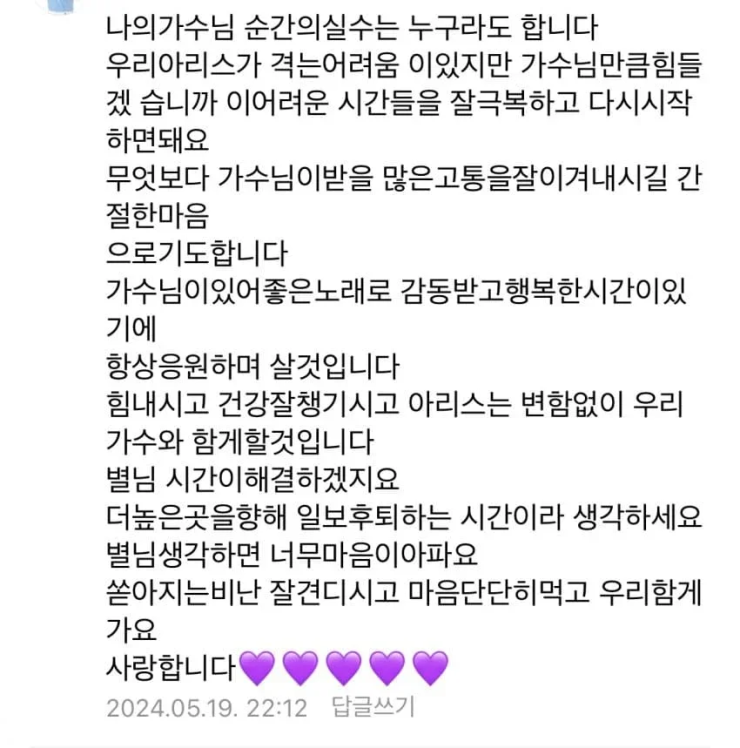 나의가수님 순간의실수는 누구라도 합니다
우리아리스가 격는어려움 이있지만 가수님만큼힘들
겠 습니까 이어려운 시간들을 잘극복하고 다시시작
하면돼요
무엇보다 가수님이받을 많은고통을잘이겨내시길 간
절한마음
으로기도합니다
가수님이있어좋은노래로 감동받고행복한시간이있
기에
항상응원하며 살것입니다
힘내시고 건강잘챙기시고 아리스는 변함없이 우리
가수와 함게할것입니다
별님 시간이해결하겠지요
더높은곳을향해 일보후퇴하는 시간이라 생각하세요
별님생각하면 너무마음이아파요
쏟아지는비난 잘견디시고 마음단단히먹고 우리함게
가요
사랑합니다💜💜💜💜💜
2024.05.19. 22:12 답글쓰기